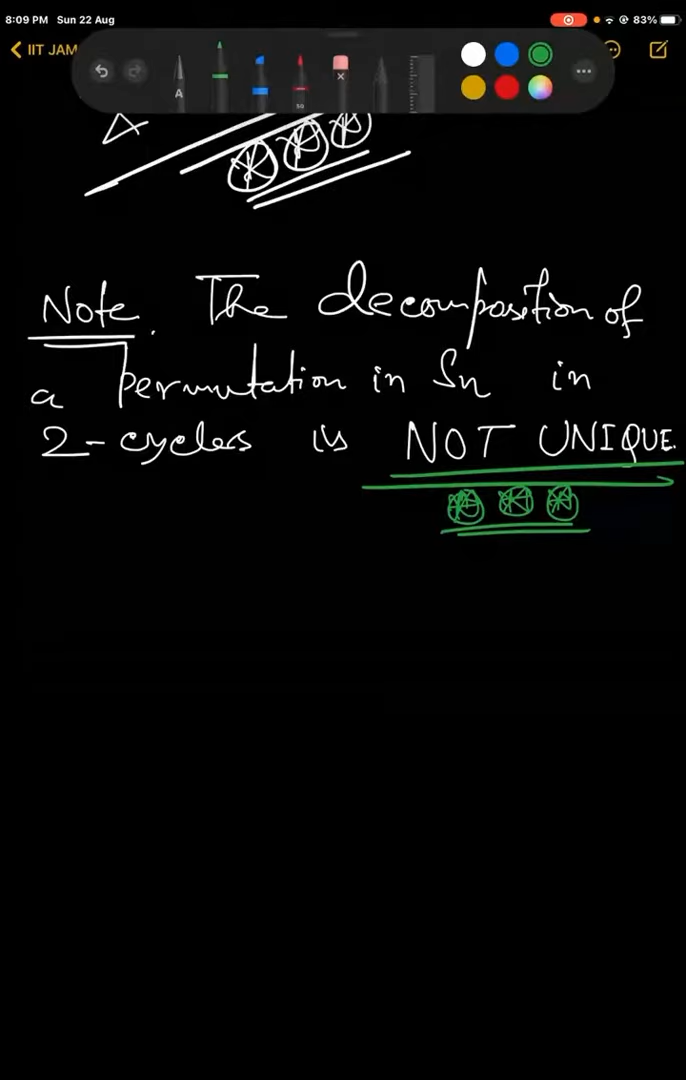 8:09 PM Sun 22 Aug
83%
IIT JAM
A
50
Note. The decomposition of
a permutation in Sn in
2-cycles is NOT UNIQUE.